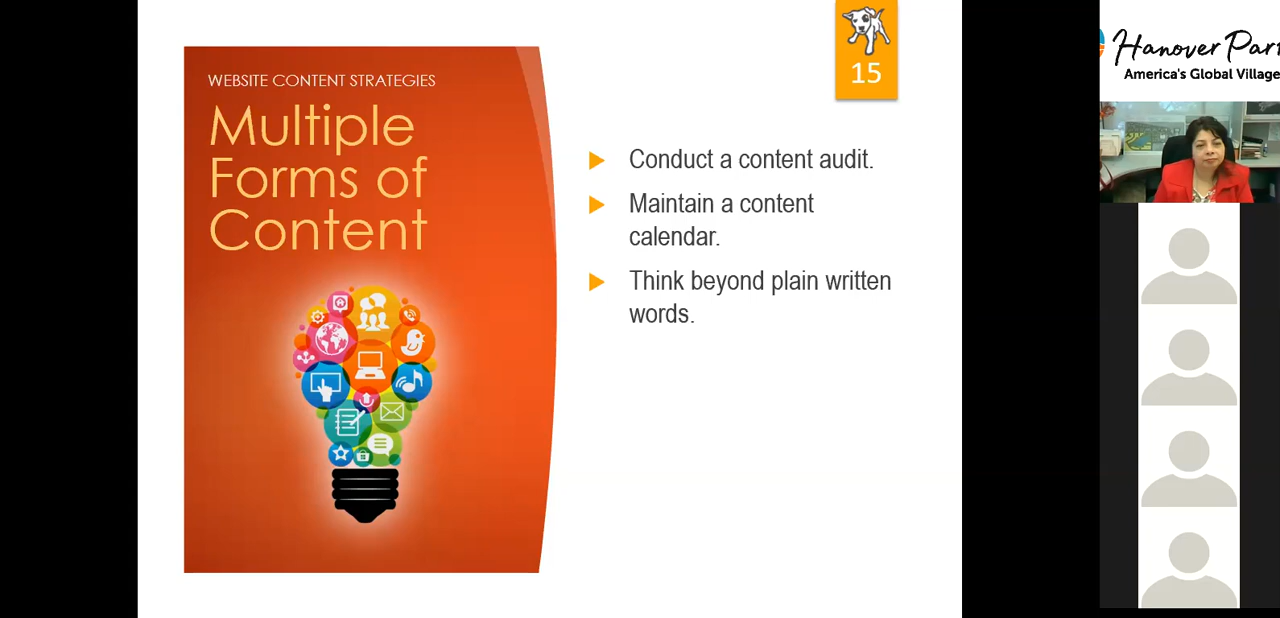 WEBSITE CONTENT STRATEGIES
Multiple
Forms of
Content
15
Conduct a content audit.
Maintain a content
calendar.
Think beyond plain written
words.
Hanover Par
America's Global Village